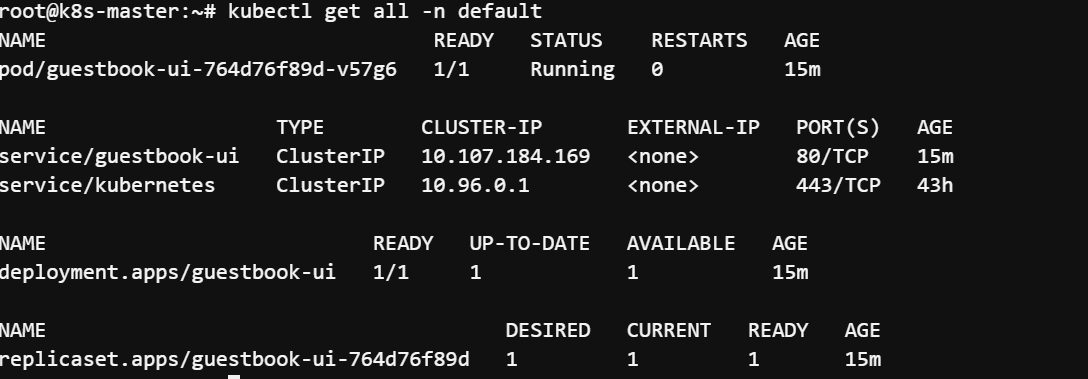 root@k8s-master:~# kubectl get all -n default
NAME READY STATUS RESTARTS AGE
pod/guestbook-ui-764d76f89d-v57g6 1/1 Running 0 15m
NAME TYPE CLUSTER-IP EXTERNAL-IP PORT(S) AGE
service/guestbook-ui ClusterIP 10.107.184.169 <none> 80/TCP 15m
service/kubernetes ClusterIP 10.96.0.1 <none> 443/TCP 43h
NAME READY UP-TO-DATE AVAILABLE AGE
deployment.apps/guestbook-ui 1/1 1 1 15m
NAME DESIRED CURRENT READY AGE
replicaset.apps/guestbook-ui-764d76f89d 1 1 1 15m